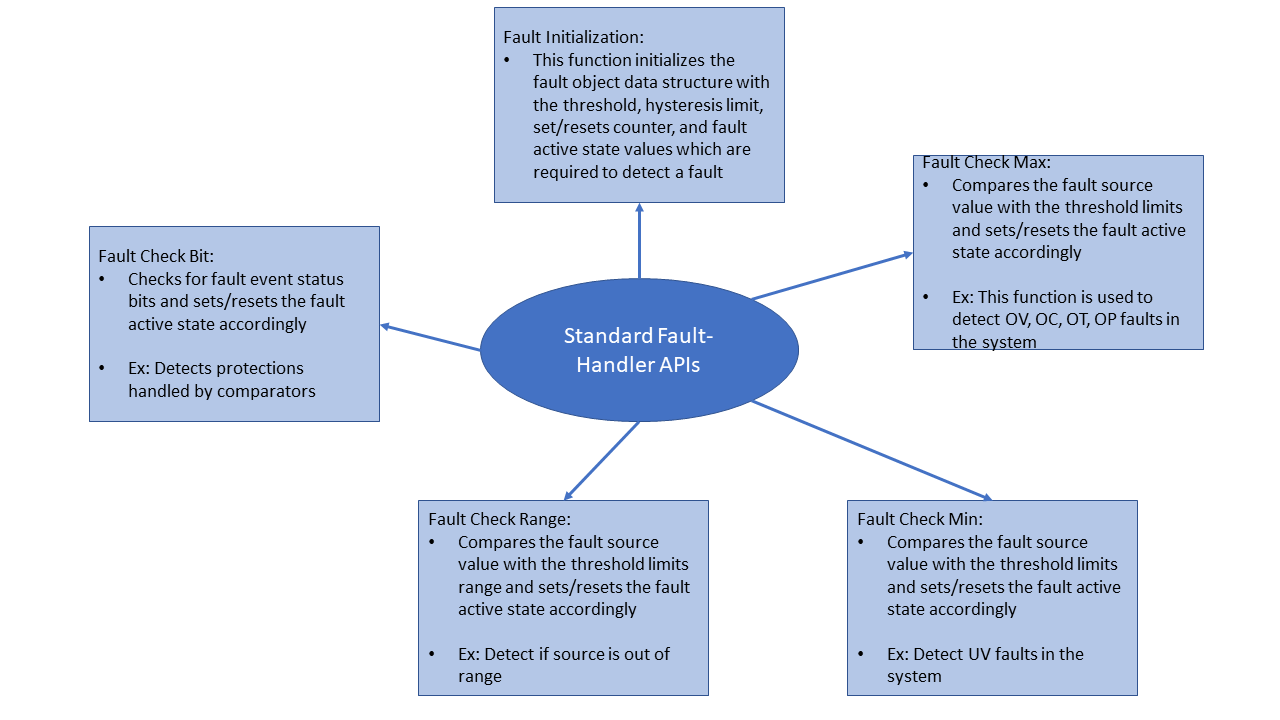 Fault Initialization:
• This function initializes the
fault object data structure with
the threshold, hysteresis limit,
set/resets counter, and fault
active state values which are
required to detect a fault
Fault Check Max:
• Compares the fault source
value with the threshold limits
and sets/resets the fault active
state accordingly
• Ex: This function is used to
detect OV, OC, OT, OP faults in
the system
Fault Check Bit:
• Checks for fault event status
bits and sets/resets the fault
active state accordingly
• Ex: Detects protections
handled by comparators
Standard Fault-
Handler APIs
Fault Check Range:
• Compares the fault source
value with the threshold limits
range and sets/resets the fault
active state accordingly
• Ex: Detect if source is out of
range
Fault Check Min:
• Compares the fault source
value with the threshold limits
and sets/resets the fault active
state accordingly
• Ex: Detect UV faults in the
system